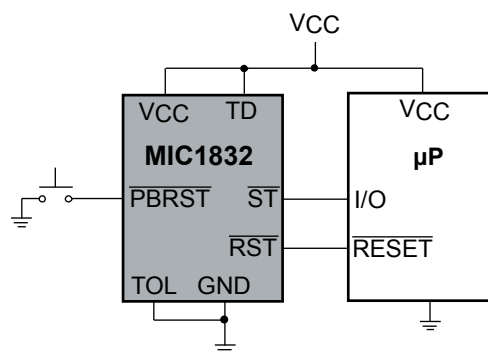 VCC
VCC TD VCC
MIC1832 µP
PBRST ST I/O
RST RESET
TOL GND